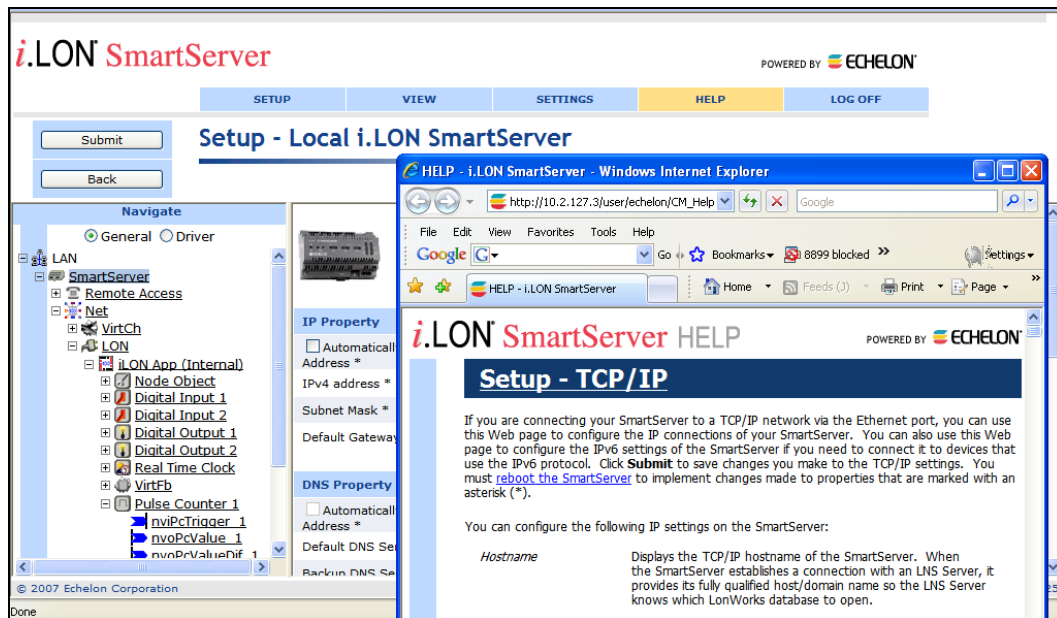 i.LON SmartServer
POWERED BY ECHELON
SETUP VIEW SETTINGS HELP LOG OFF
Submit
Back
Setup - Local i.LON SmartServer
Navigate
General Driver
LAN
SmartServer
Remote Access
Net
VirtCh
LON
iLON App (Internal)
Node Object
Digital Input 1
Digital Input 2
Digital Output 1
Digital Output 2
Real Time Clock
VirtFb
Pulse Counter 1
nviPcTrigger_1
nvoPcValue_1
nvoPcValueDif_1
IP Property
Automatical
Address *
IPv4 address *
Subnet Mask *
Default Gateway
DNS Property
Automatical
Address *
Default DNS Ser
Backup DNS Se
© 2007 Echelon Corporation
Done
HELP - i.LON SmartServer - Windows Internet Explorer
http://10.2.127.3/user/echelon/CM_Help
Google
File Edit View Favorites Tools Help
Google G Go Bookmarks 8899 blocked » Settings
HELP - i.LON SmartServer Home Feeds (J) Print Page »
i.LON SmartServer HELP
POWERED BY ECHELON
Setup - TCP/IP
If you are connecting your SmartServer to a TCP/IP network via the Ethernet port, you can use
this Web page to configure the IP connections of your SmartServer. You can also use this Web
page to configure the IPv6 settings of the SmartServer if you need to connect it to devices that
use the IPv6 protocol. Click Submit to save changes you make to the TCP/IP settings. You
must reboot the SmartServer to implement changes made to properties that are marked with an
asterisk (*).
You can configure the following IP settings on the SmartServer:
Hostname Displays the TCP/IP hostname of the SmartServer. When
the SmartServer establishes a connection with an LNS Server, it
provides its fully qualified host/domain name so the LNS Server
knows which LonWorks database to open.